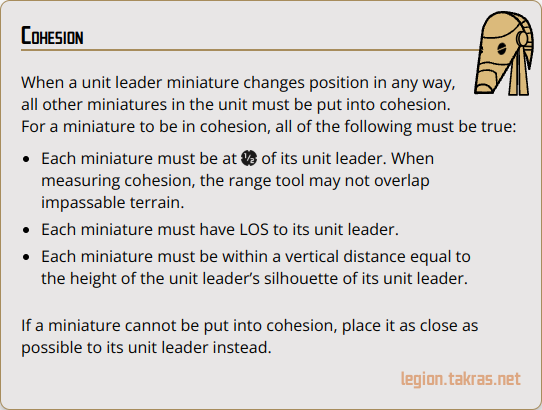 Cohesion
When a unit leader miniature changes position in any way,
all other miniatures in the unit must be put into cohesion.
For a miniature to be in cohesion, all of the following must be true:
• Each miniature must be at ½ of its unit leader. When
measuring cohesion, the range tool may not overlap
impassable terrain.
• Each miniature must have LOS to its unit leader.
• Each miniature must be within a vertical distance equal to
the height of the unit leader’s silhouette of its unit leader.
If a miniature cannot be put into cohesion, place it as close as
possible to its unit leader instead.
legion.takras.net